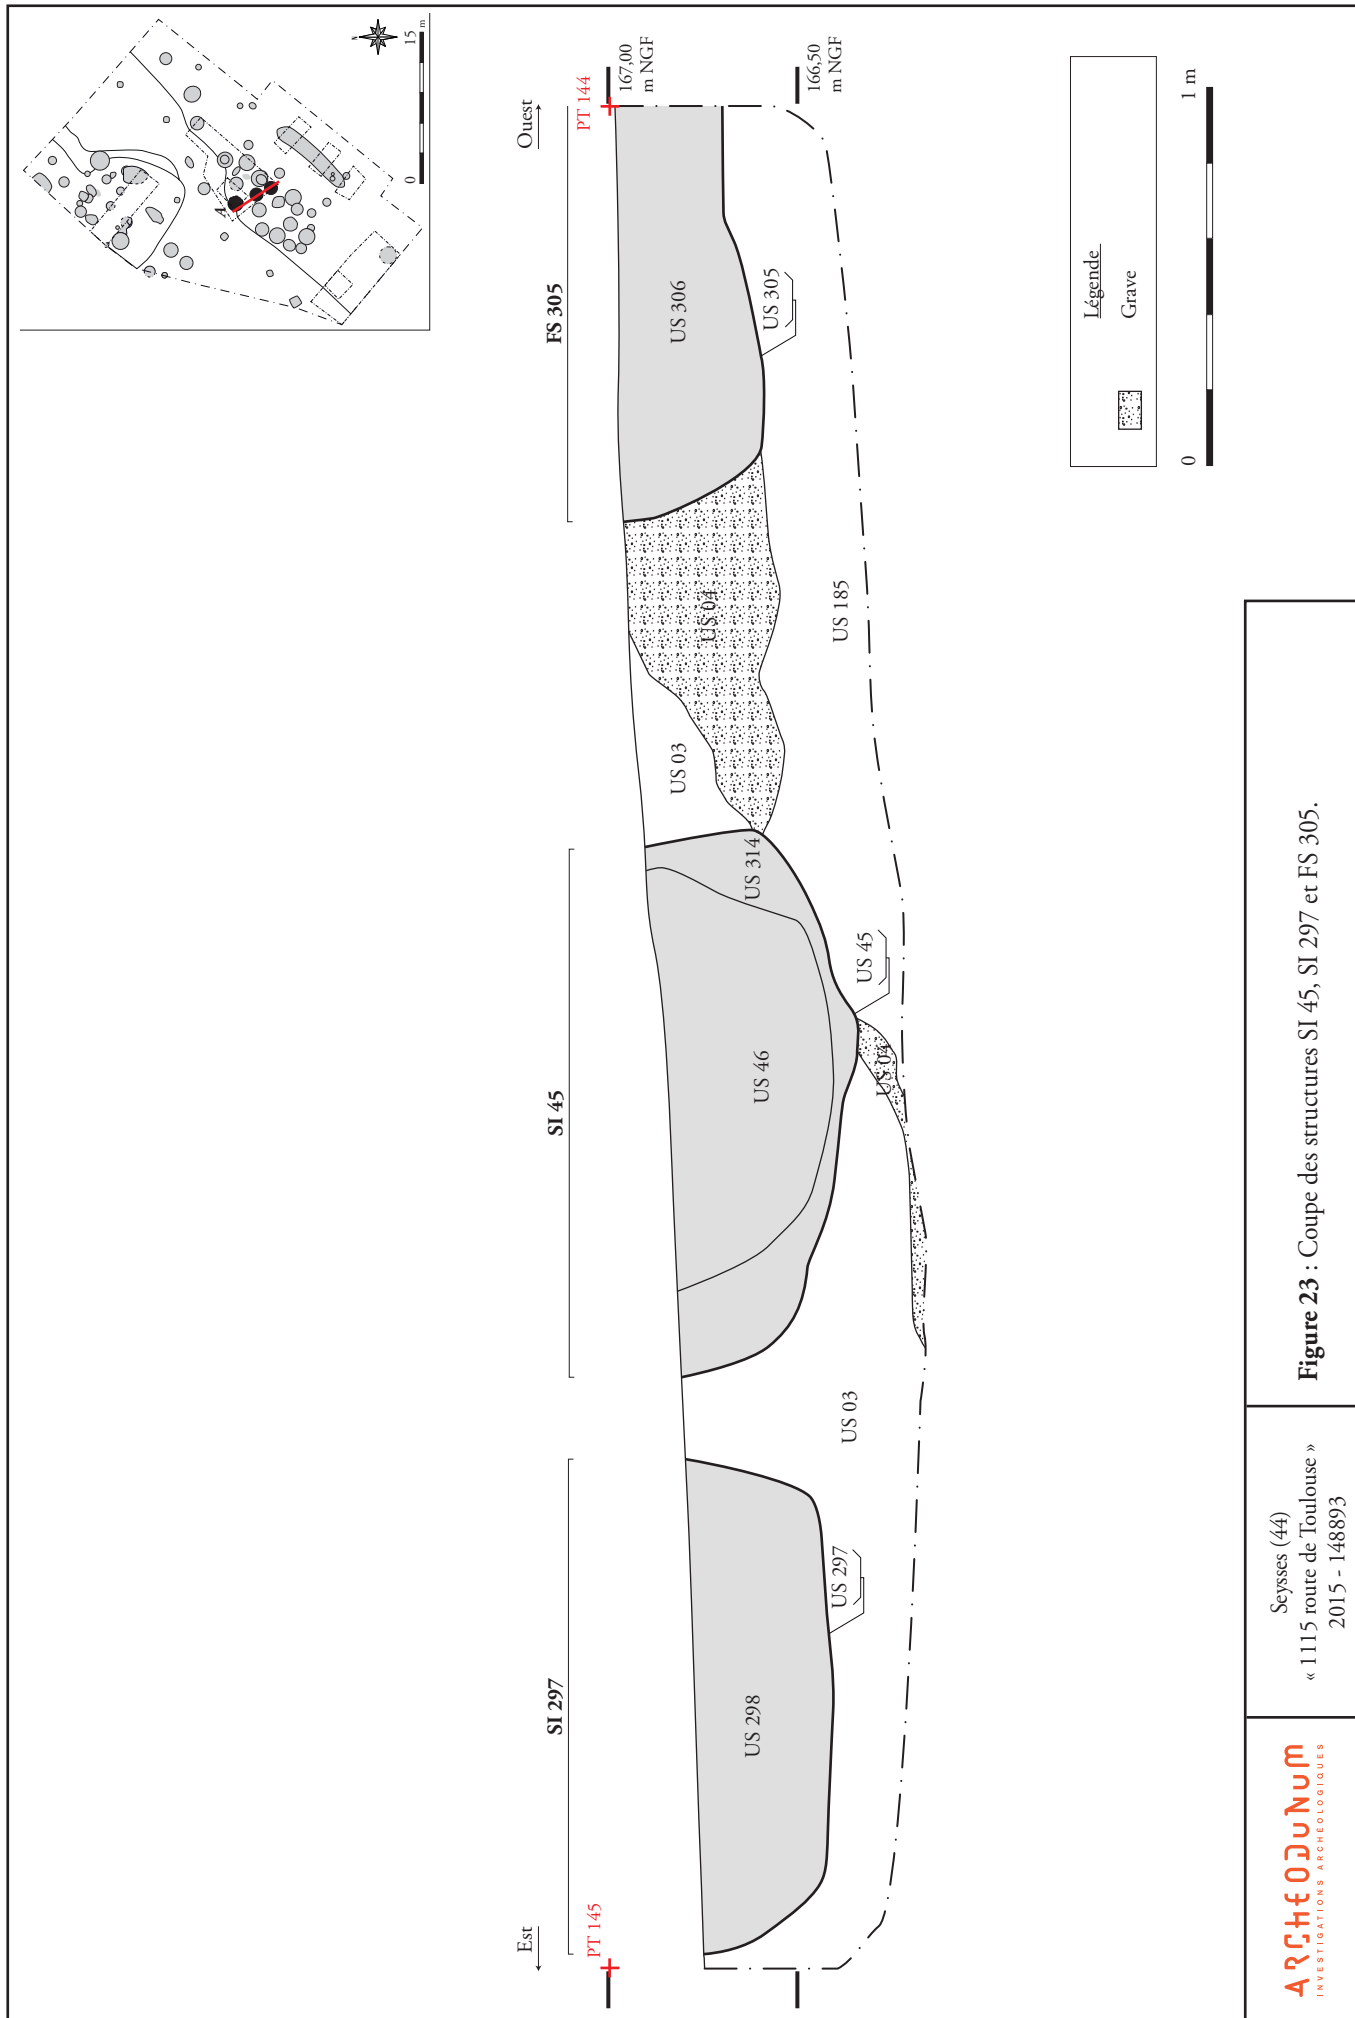 N
A
0
15
m
Est
Ouest
PT 145
PT 144
167,00
m NGF
166,50
m NGF
SI 297
SI 45
FS 305
US 298
US 297
US 03
US 46
US 314
US 45
US 04
US 03
US 04
US 185
US 306
US 305
Légende
Grave
0
1 m
ARCHEODUNUM
INVESTIGATIONS ARCHÉOLOGIQUES
Seysses (44)
« 1115 route de Toulouse »
2015 - 148893
Figure 23 : Coupe des structures SI 45, SI 297 et FS 305.